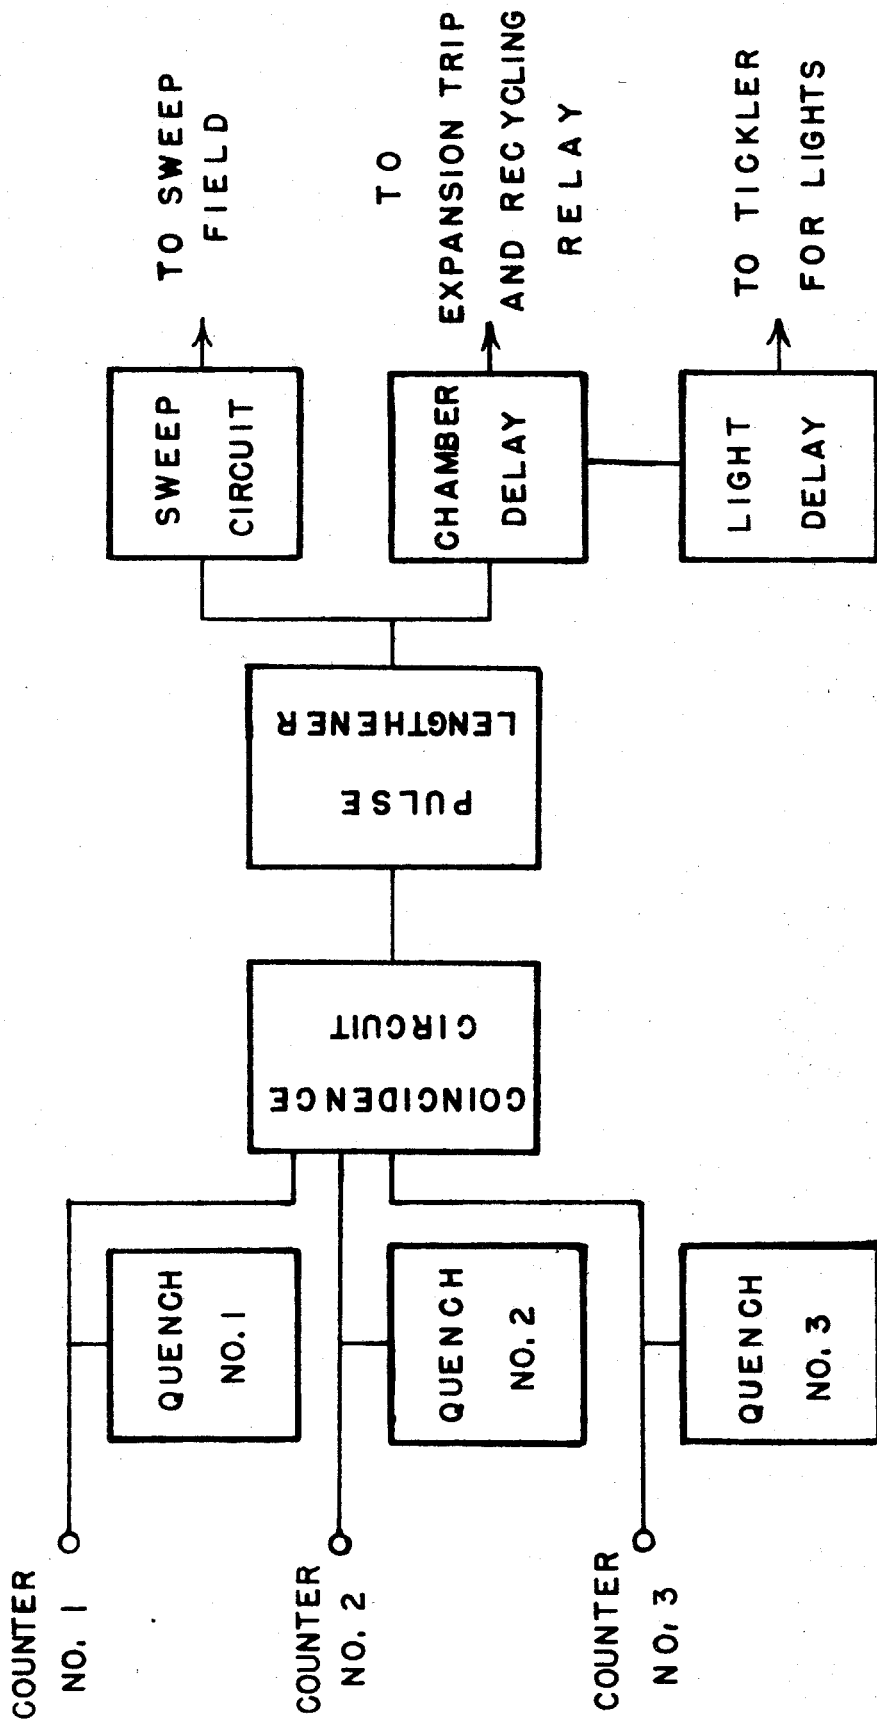 COUNTER
NO. 1
COUNTER
NO. 2
COUNTER
NO. 3
QUENCH
NO. 1
QUENCH
NO. 2
QUENCH
NO. 3
COINCIDENCE
CIRCUIT
PULSE
LENGTHENER
SWEEP
CIRCUIT
CHAMBER
DELAY
LIGHT
DELAY
TO SWEEP
FIELD
TO
EXPANSION TRIP
AND RECYCLING
RELAY
TO TICKLER
FOR LIGHTS